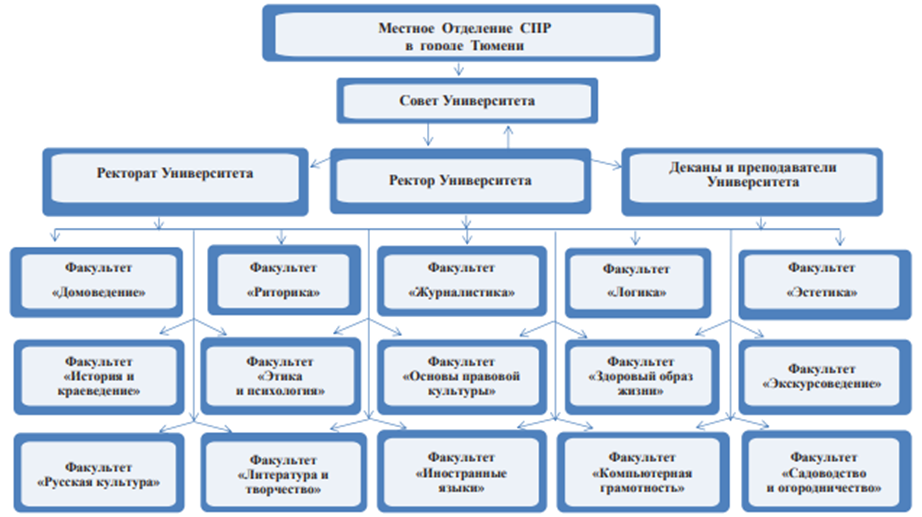 Местное Отделение СПР
в городе Тюмени
Совет Университета
Ректорат Университета
Ректор Университета
Деканы и преподаватели
Университета
Факультет
«Домоведение»
Факультет
«Риторика»
Факультет
«Журналистика»
Факультет
«Логика»
Факультет
«Эстетика»
Факультет
«История и
краеведение»
Факультет
«Этика
и психология»
Факультет
«Основы правовой
культуры»
Факультет
«Здоровый образ
жизни»
Факультет
«Экскурсоведение»
Факультет
«Русская культура»
Факультет
«Литература и
творчество»
Факультет
«Иностранные
языки»
Факультет
«Компьютерная
грамотность»
Факультет
«Садоводство
и огородничество»